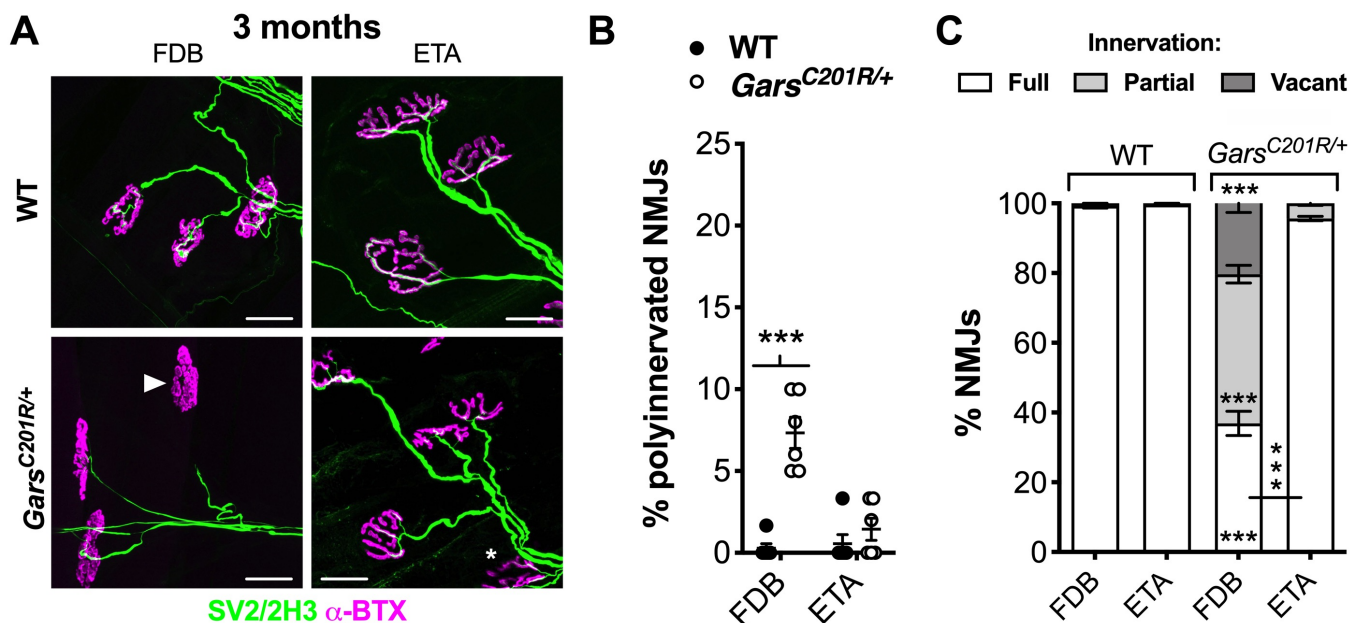 A
3 months
FDB ETA
WT
Gars^C201R/+
*
SV2/2H3 α-BTX
B
WT
Gars^C201R/+
% polyinnervated NMJs
25
20
15
10
5
0
***
FDB ETA
C
Innervation:
Full Partial Vacant
WT Gars^C201R/+
% NMJs
100
80
60
40
20
0
***
***
***
***
FDB ETA FDB ETA